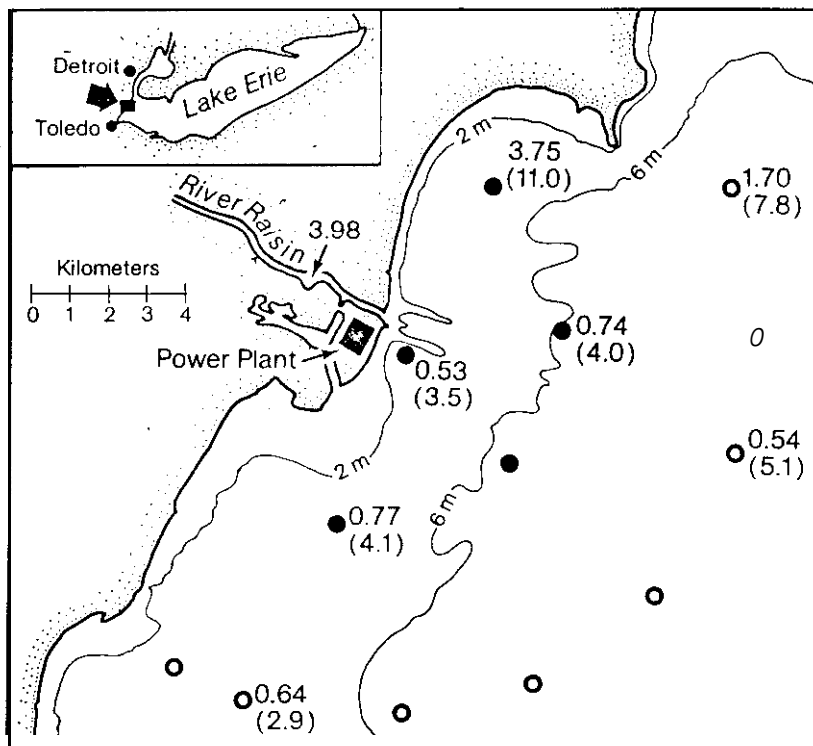 Detroit
Lake Erie
Toledo
2 m
3.75
(11.0)
6 m
1.70
(7.8)
River Raisin
3.98
Kilometers
0 1 2 3 4
Power Plant
0.74
(4.0)
0
0.53
(3.5)
0.54
(5.1)
2 m
6 m
0.77
(4.1)
0.64
(2.9)